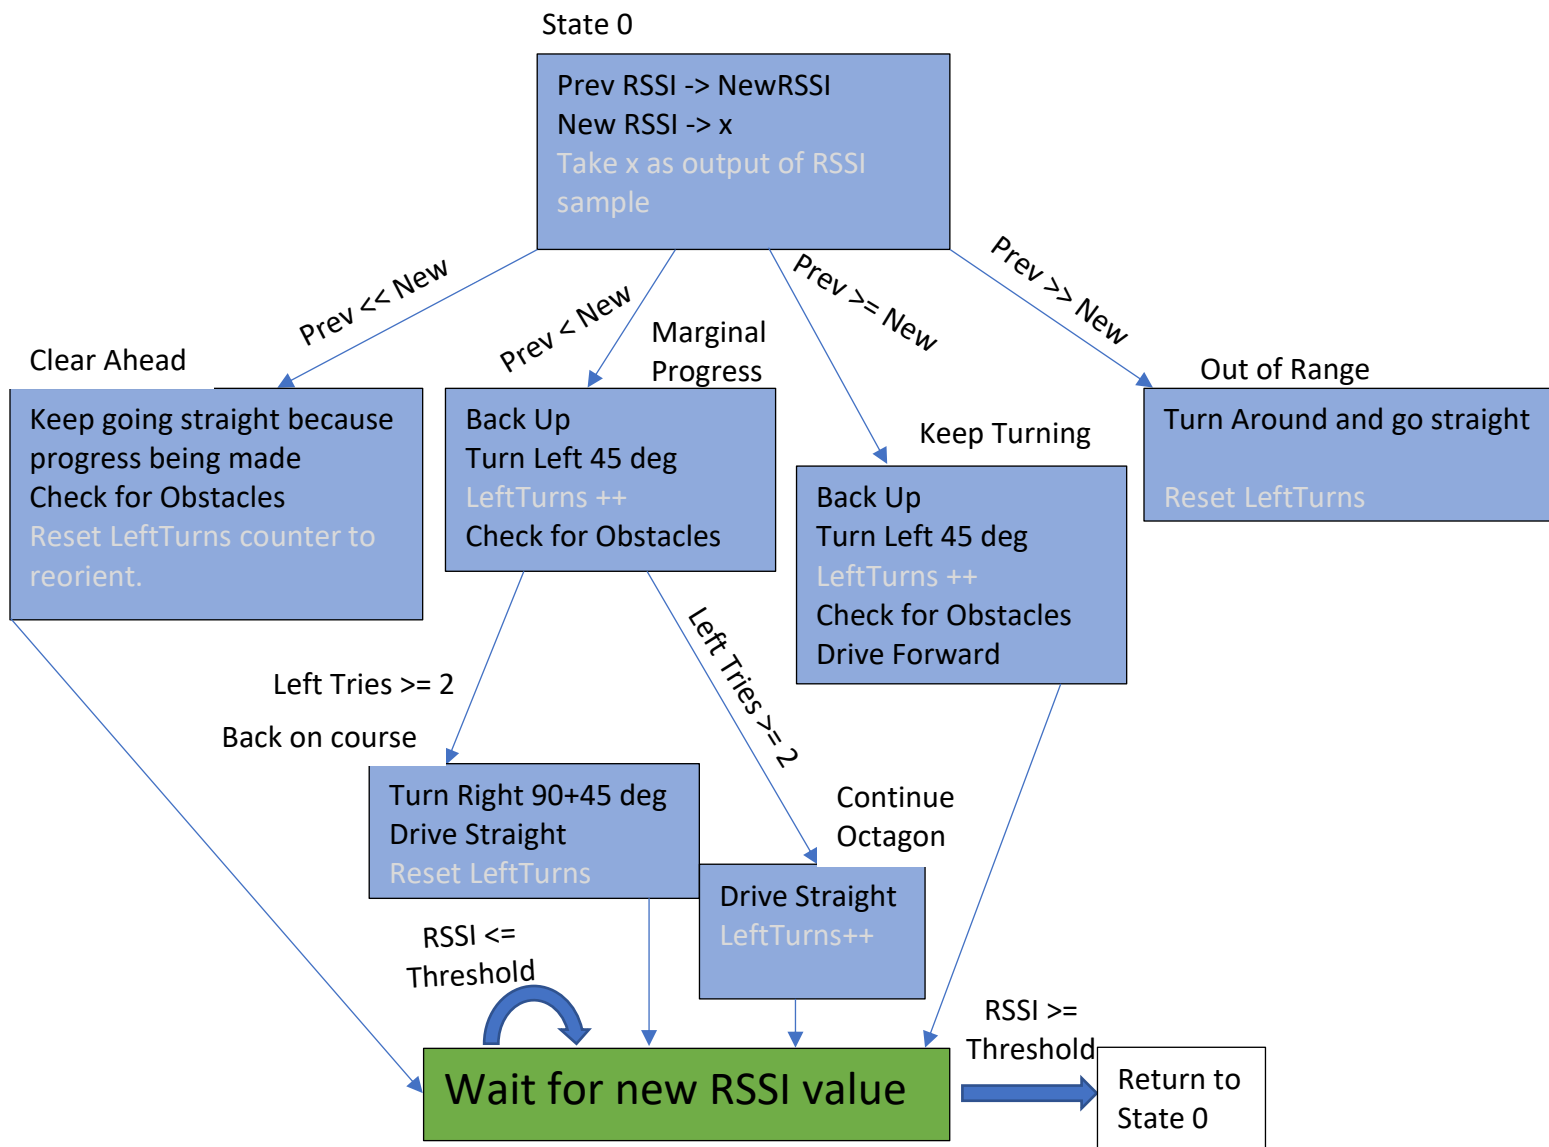 State 0
Prev RSSI -> NewRSSI
New RSSI -> x
Take x as output of RSSI
sample
Prev << New
Prev < New
Prev >= New
Prev >> New
Clear Ahead
Keep going straight because
progress being made
Check for Obstacles
Reset LeftTurns counter to
reorient.
Marginal
Progress
Back Up
Turn Left 45 deg
LeftTurns ++
Check for Obstacles
Keep Turning
Back Up
Turn Left 45 deg
LeftTurns ++
Check for Obstacles
Drive Forward
Out of Range
Turn Around and go straight
Reset LeftTurns
Left Tries >= 2
Left Tries >= 2
Back on course
Turn Right 90+45 deg
Drive Straight
Reset LeftTurns
Continue
Octagon
Drive Straight
LeftTurns++
RSSI <=
Threshold
Wait for new RSSI value
RSSI >=
Threshold
Return to
State 0